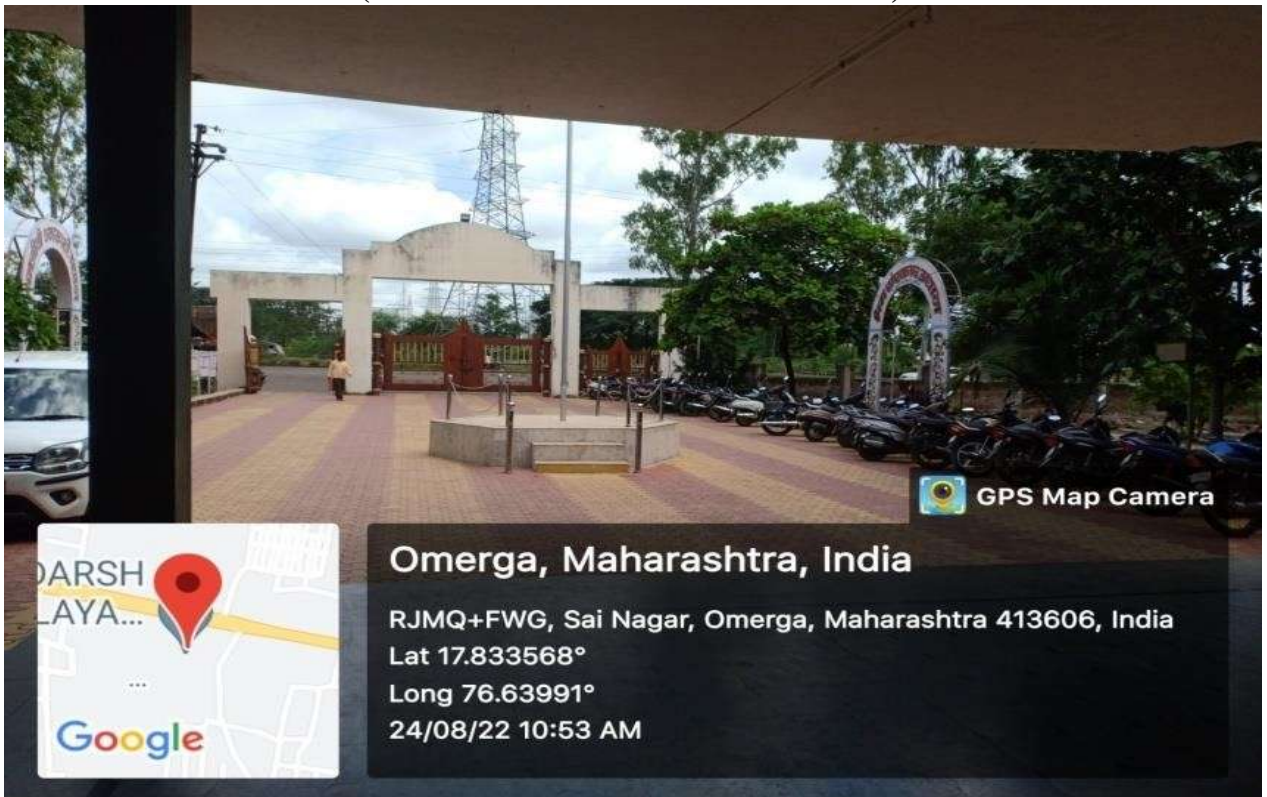 GPS Map Camera
DARSH
LAYA...
...
Google
Omerga, Maharashtra, India
RJMQ+FWG, Sai Nagar, Omerga, Maharashtra 413606, India
Lat 17.833568°
Long 76.63991°
24/08/22 10:53 AM